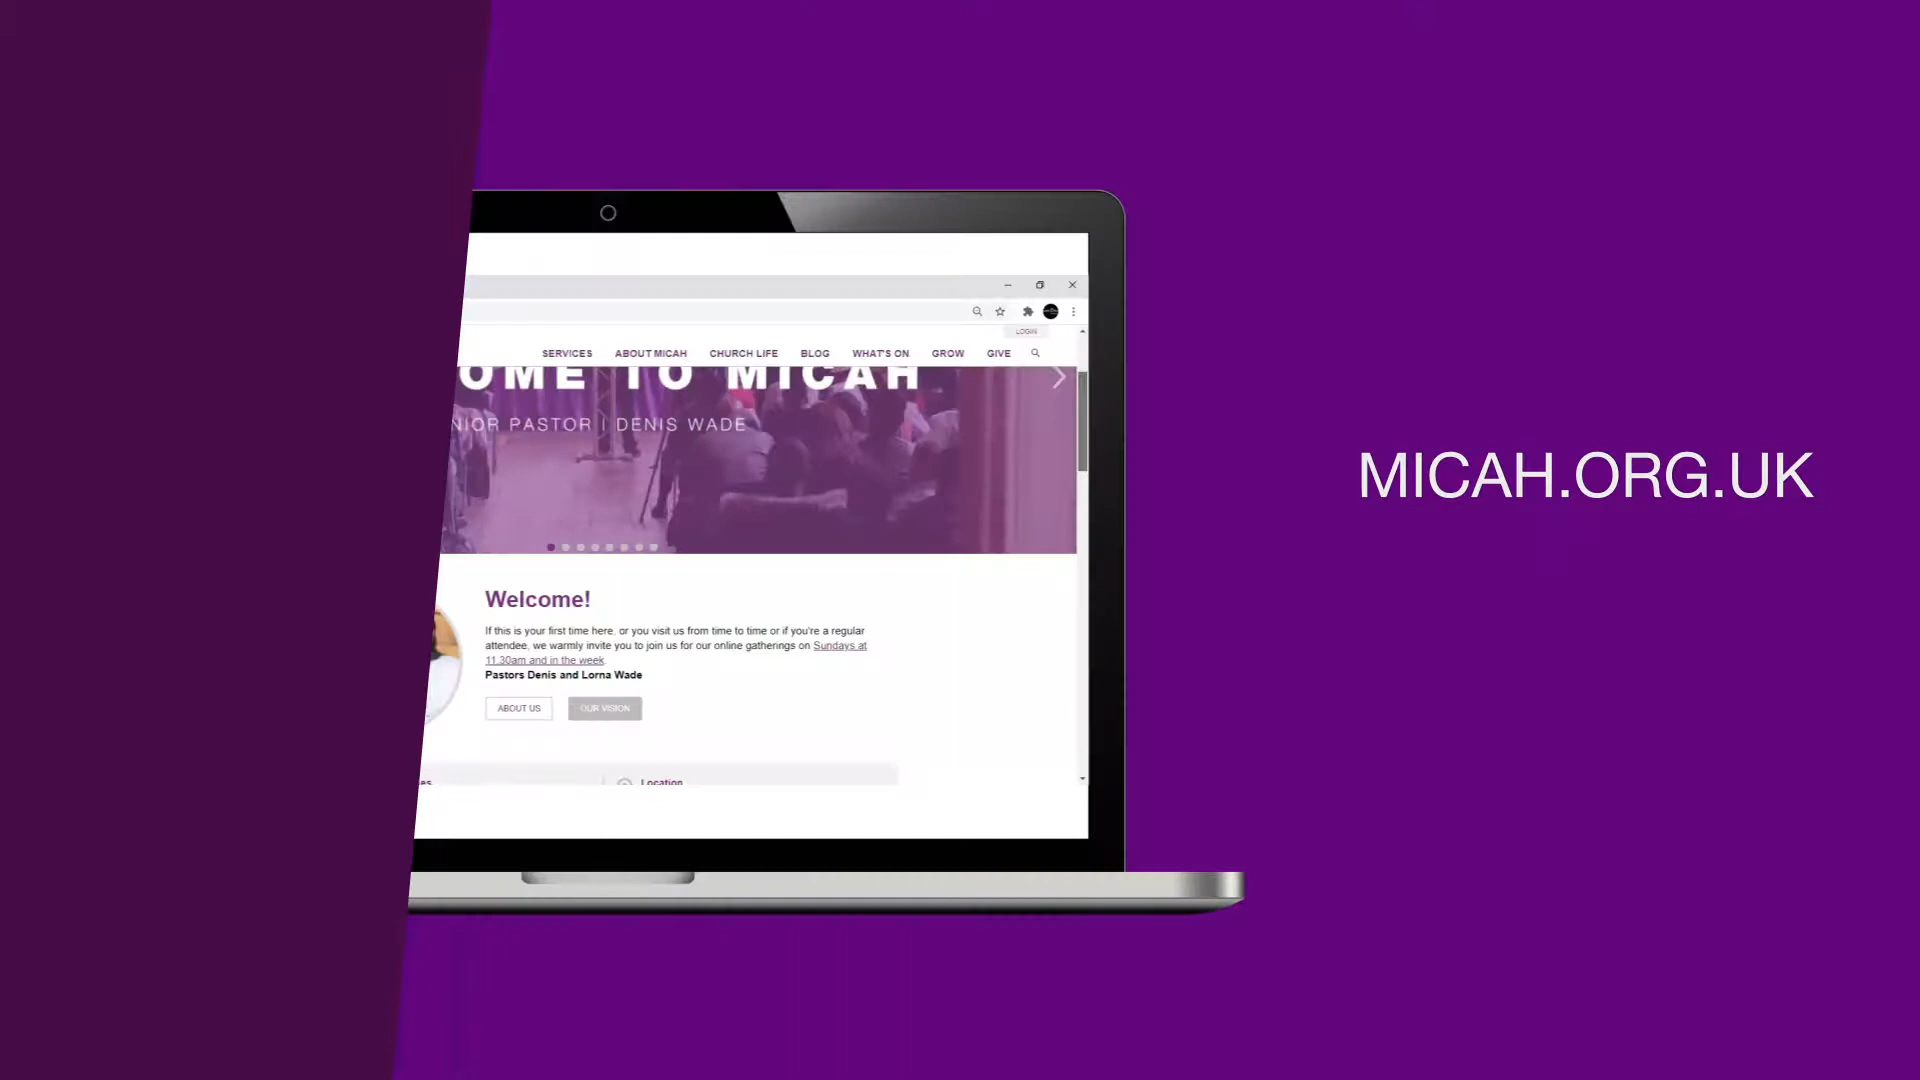 LOGIN
SERVICES ABOUT MICAH CHURCH LIFE BLOG WHAT'S ON GROW GIVE
OME TO MICAH
NIOR PASTOR | DENIS WADE
Welcome!
If this is your first time here, or you visit us from time to time or if you're a regular
attendee, we warmly invite you to join us for our online gatherings on Sundays at
11.30am and in the week.
Pastors Denis and Lorna Wade
ABOUT US OUR VISION
es Location
MICAH.ORG.UK